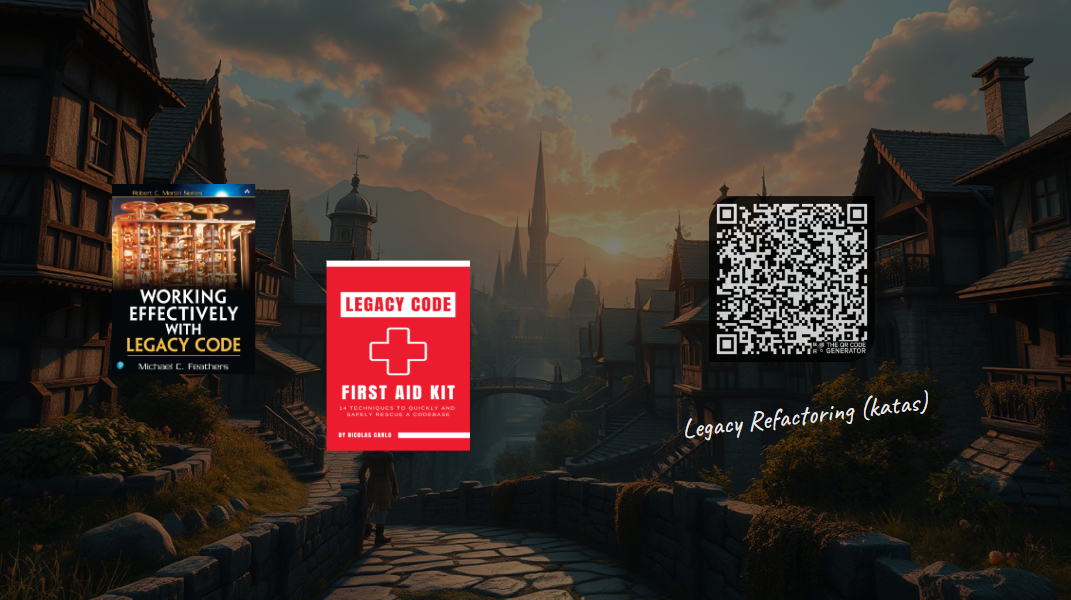 Robert C. Martin Series
WORKING
EFFECTIVELY
WITH
LEGACY CODE
Michael C. Feathers
LEGACY CODE
FIRST AID KIT
14 TECHNIQUES TO QUICKLY AND
SAFELY RESCUE A CODEBASE
BY NICOLAS CARLO
THE QR CODE
GENERATOR
Legacy Refactoring (katas)